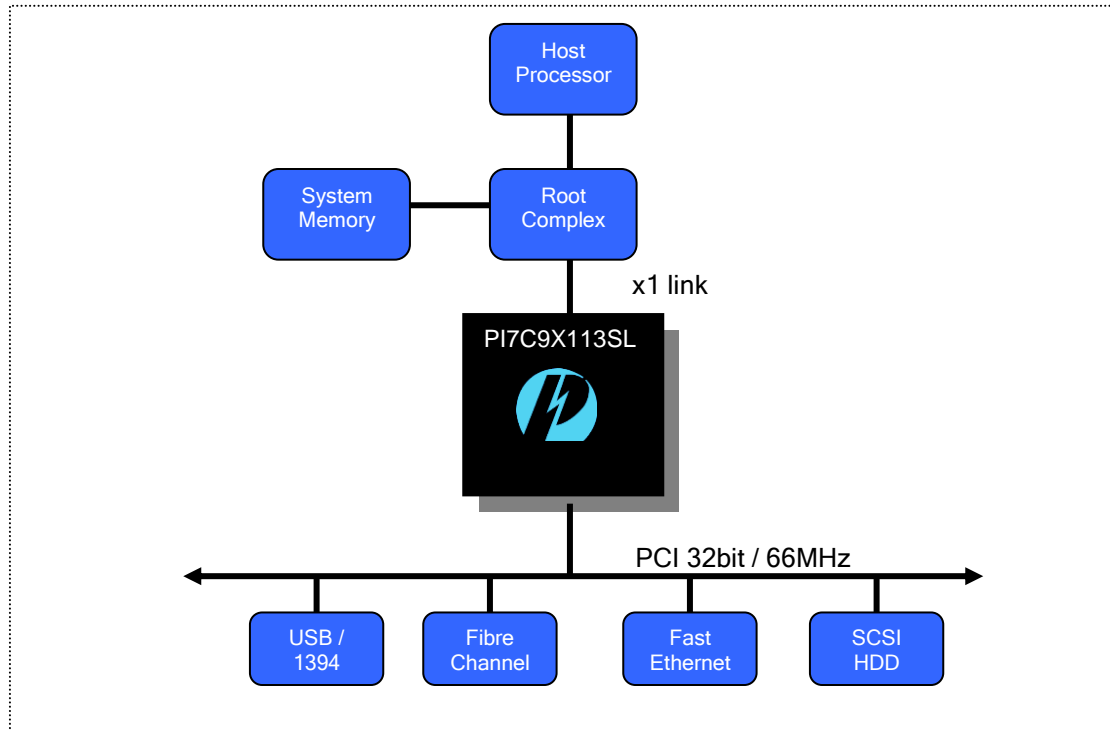 Host
Processor
System
Memory
Root
Complex
x1 link
PI7C9X113SL
PCI 32bit / 66MHz
USB /
1394
Fibre
Channel
Fast
Ethernet
SCSI
HDD